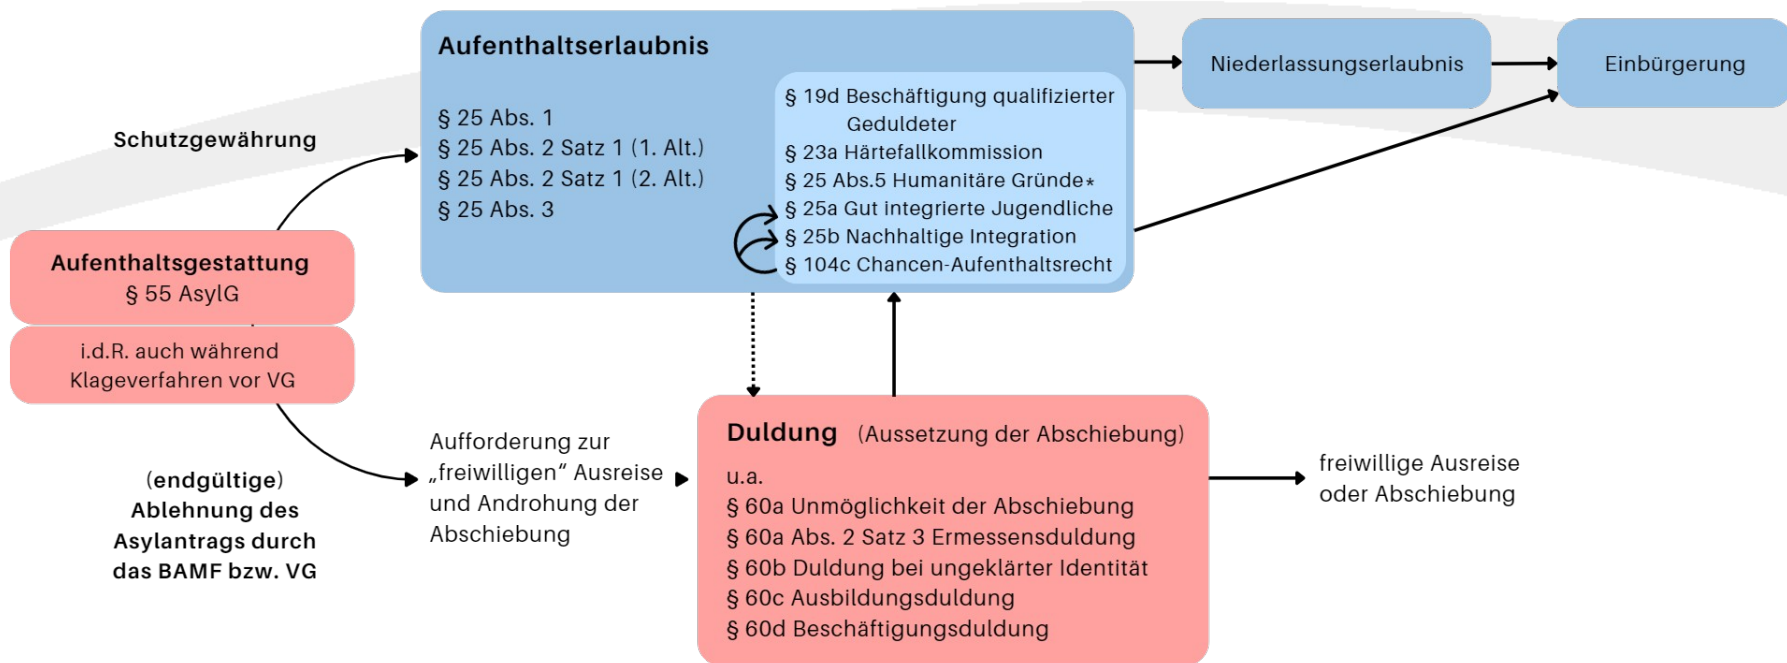 Schutzgewährung
Aufenthaltsgestattung
§ 55 AsylG
i.d.R. auch während
Klageverfahren vor VG
(endgültige)
Ablehnung des
Asylantrags durch
das BAMF bzw. VG
Aufenthaltserlaubnis
§ 25 Abs. 1
§ 25 Abs. 2 Satz 1 (1. Alt.)
§ 25 Abs. 2 Satz 1 (2. Alt.)
§ 25 Abs. 3
§ 19d Beschäftigung qualifizierter
Geduldeter
§ 23a Härtefallkommission
§ 25 Abs.5 Humanitäre Gründe*
§ 25a Gut integrierte Jugendliche
§ 25b Nachhaltige Integration
§ 104c Chancen-Aufenthaltsrecht
Niederlassungserlaubnis
Einbürgerung
Aufforderung zur
„freiwilligen“ Ausreise
und Androhung der
Abschiebung
Duldung (Aussetzung der Abschiebung)
u.a.
§ 60a Unmöglichkeit der Abschiebung
§ 60a Abs. 2 Satz 3 Ermessensduldung
§ 60b Duldung bei ungeklärter Identität
§ 60c Ausbildungsduldung
§ 60d Beschäftigungsduldung
freiwillige Ausreise
oder Abschiebung